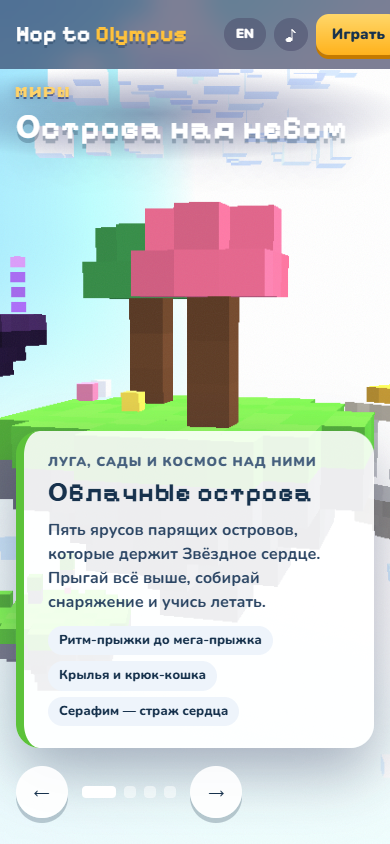 Hop to Olympus
EN
♪
Играть
МИРЫ
Острова над небом
ЛУГА, САДЫ И КОСМОС НАД НИМИ
Облачные острова
Пять ярусов парящих островов,
которые держит Звёздное сердце.
Прыгай всё выше, собирай
снаряжение и учись летать.
Ритм-прыжки до мега-прыжка
Крылья и крюк-кошка
Серафим — страж сердца
← →